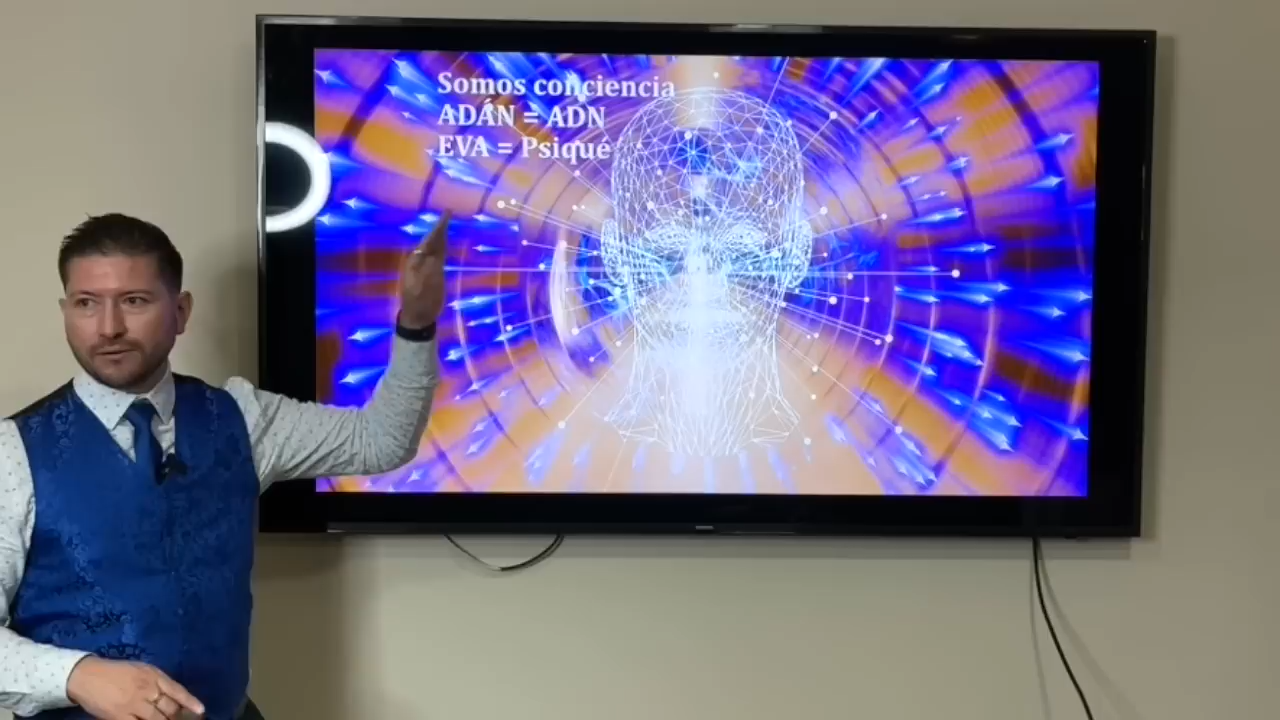 Somos conciencia
ADÁN = ADN
EVA = Psiqué